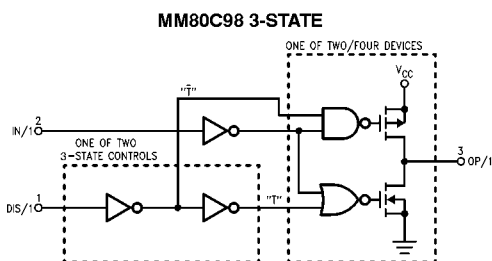 MM80C98 3-STATE
ONE OF TWO/FOUR DEVICES
VCC
"T̄"
2
IN/1
ONE OF TWO
3-STATE CONTROLS
3
OP/1
1
DIS/1
"T"